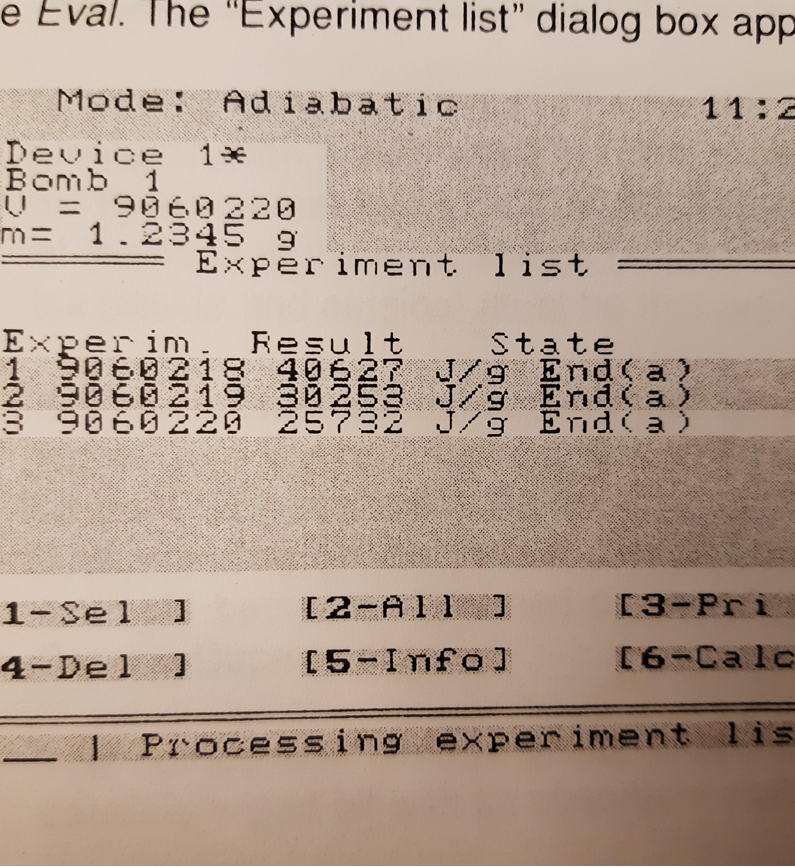 e Eval. The “Experiment list” dialog box app
Mode: Adiabatic 11:2
Device 1*
Bomb 1
V = 9060220
m= 1.2345 g
Experiment list
Experim. Result State
1 9060218 40627 J/g End(a)
2 9060219 30253 J/g End(a)
3 9060220 25732 J/g End(a)
1-Sel ] [2-All ] [3-Pri
4-Del ] [5-Info] [6-Calc
| Processing experiment lis